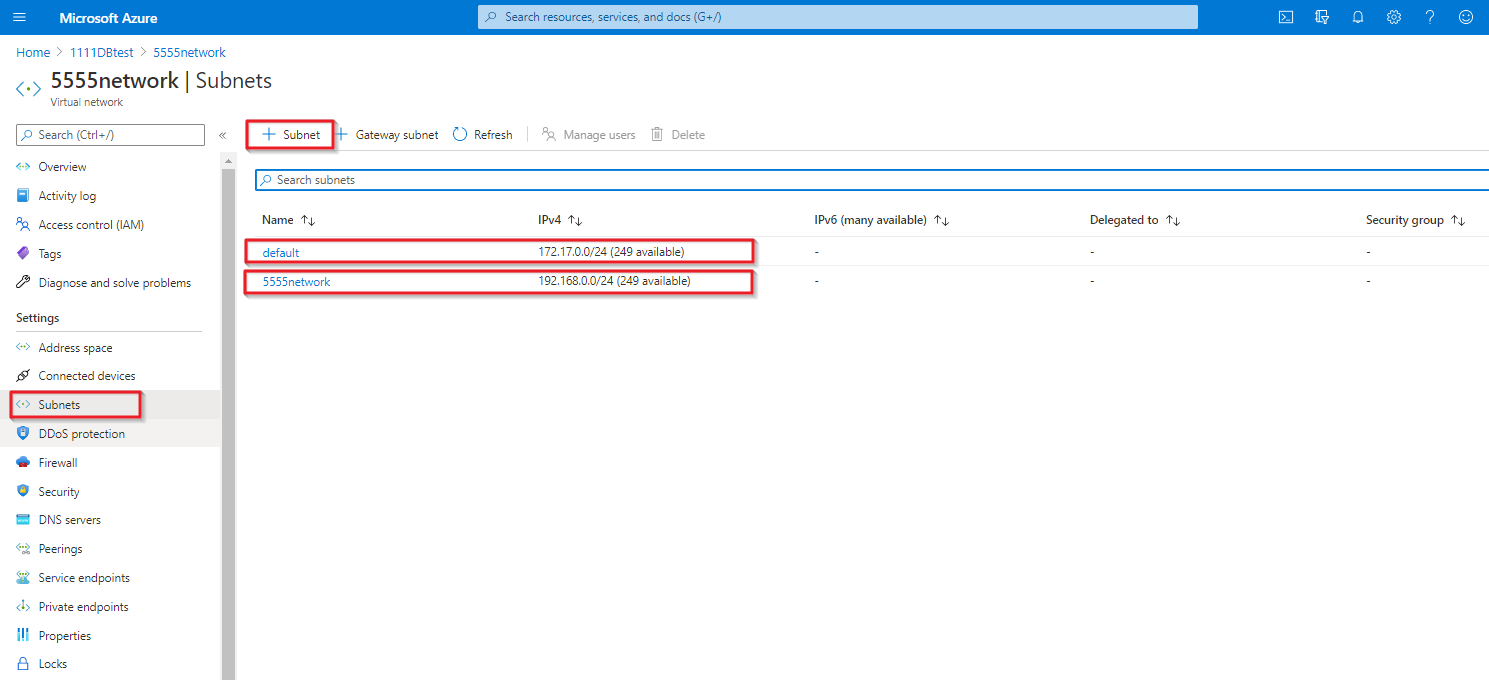 Microsoft Azure
Search resources, services, and docs (G+/)
Home > 1111DBtest > 5555network
5555network | Subnets
Virtual network
Search (Ctrl+/)
«
Overview
Activity log
Access control (IAM)
Tags
Diagnose and solve problems
Settings
Address space
Connected devices
Subnets
DDoS protection
Firewall
Security
DNS servers
Peerings
Service endpoints
Private endpoints
Properties
Locks
+ Subnet + Gateway subnet Refresh Manage users Delete
Search subnets
Name ↑↓ IPv4 ↑↓ IPv6 (many available) ↑↓ Delegated to ↑↓ Security group ↑↓
default 172.17.0.0/24 (249 available) - - -
5555network 192.168.0.0/24 (249 available) - - -